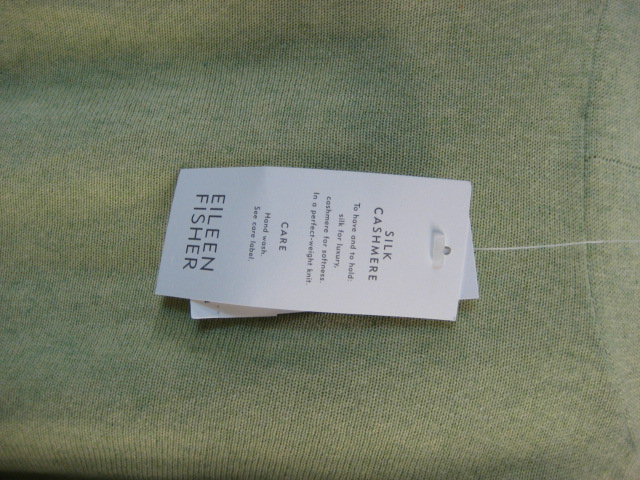 SILK
CASHMERE
To have and to hold:
silk for luxury,
cashmere for softness.
In a perfect-weight knit.
CARE
Hand wash.
See care label.
EILEEN
FISHER